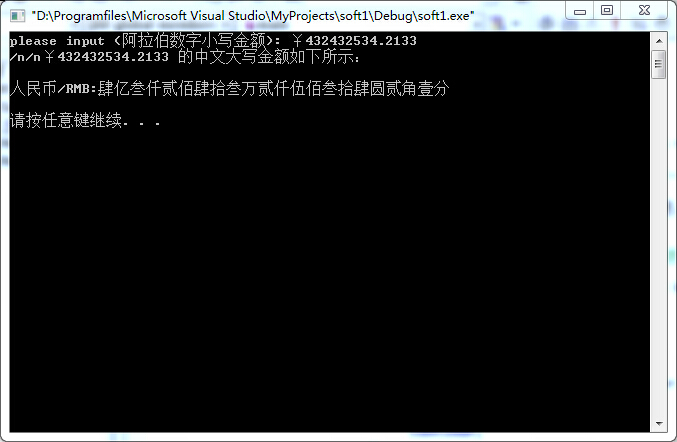 "D:\Programfiles\Microsoft Visual Studio\MyProjects\soft1\Debug\soft1.exe"
please input (阿拉伯数字小写金额): ￥432432534.2133
/n/n￥432432534.2133 的中文大写金额如下所示:
人民币/RMB:肆亿叁仟贰佰肆拾叁万贰仟伍佰叁拾肆圆贰角壹分
请按任意键继续. . .